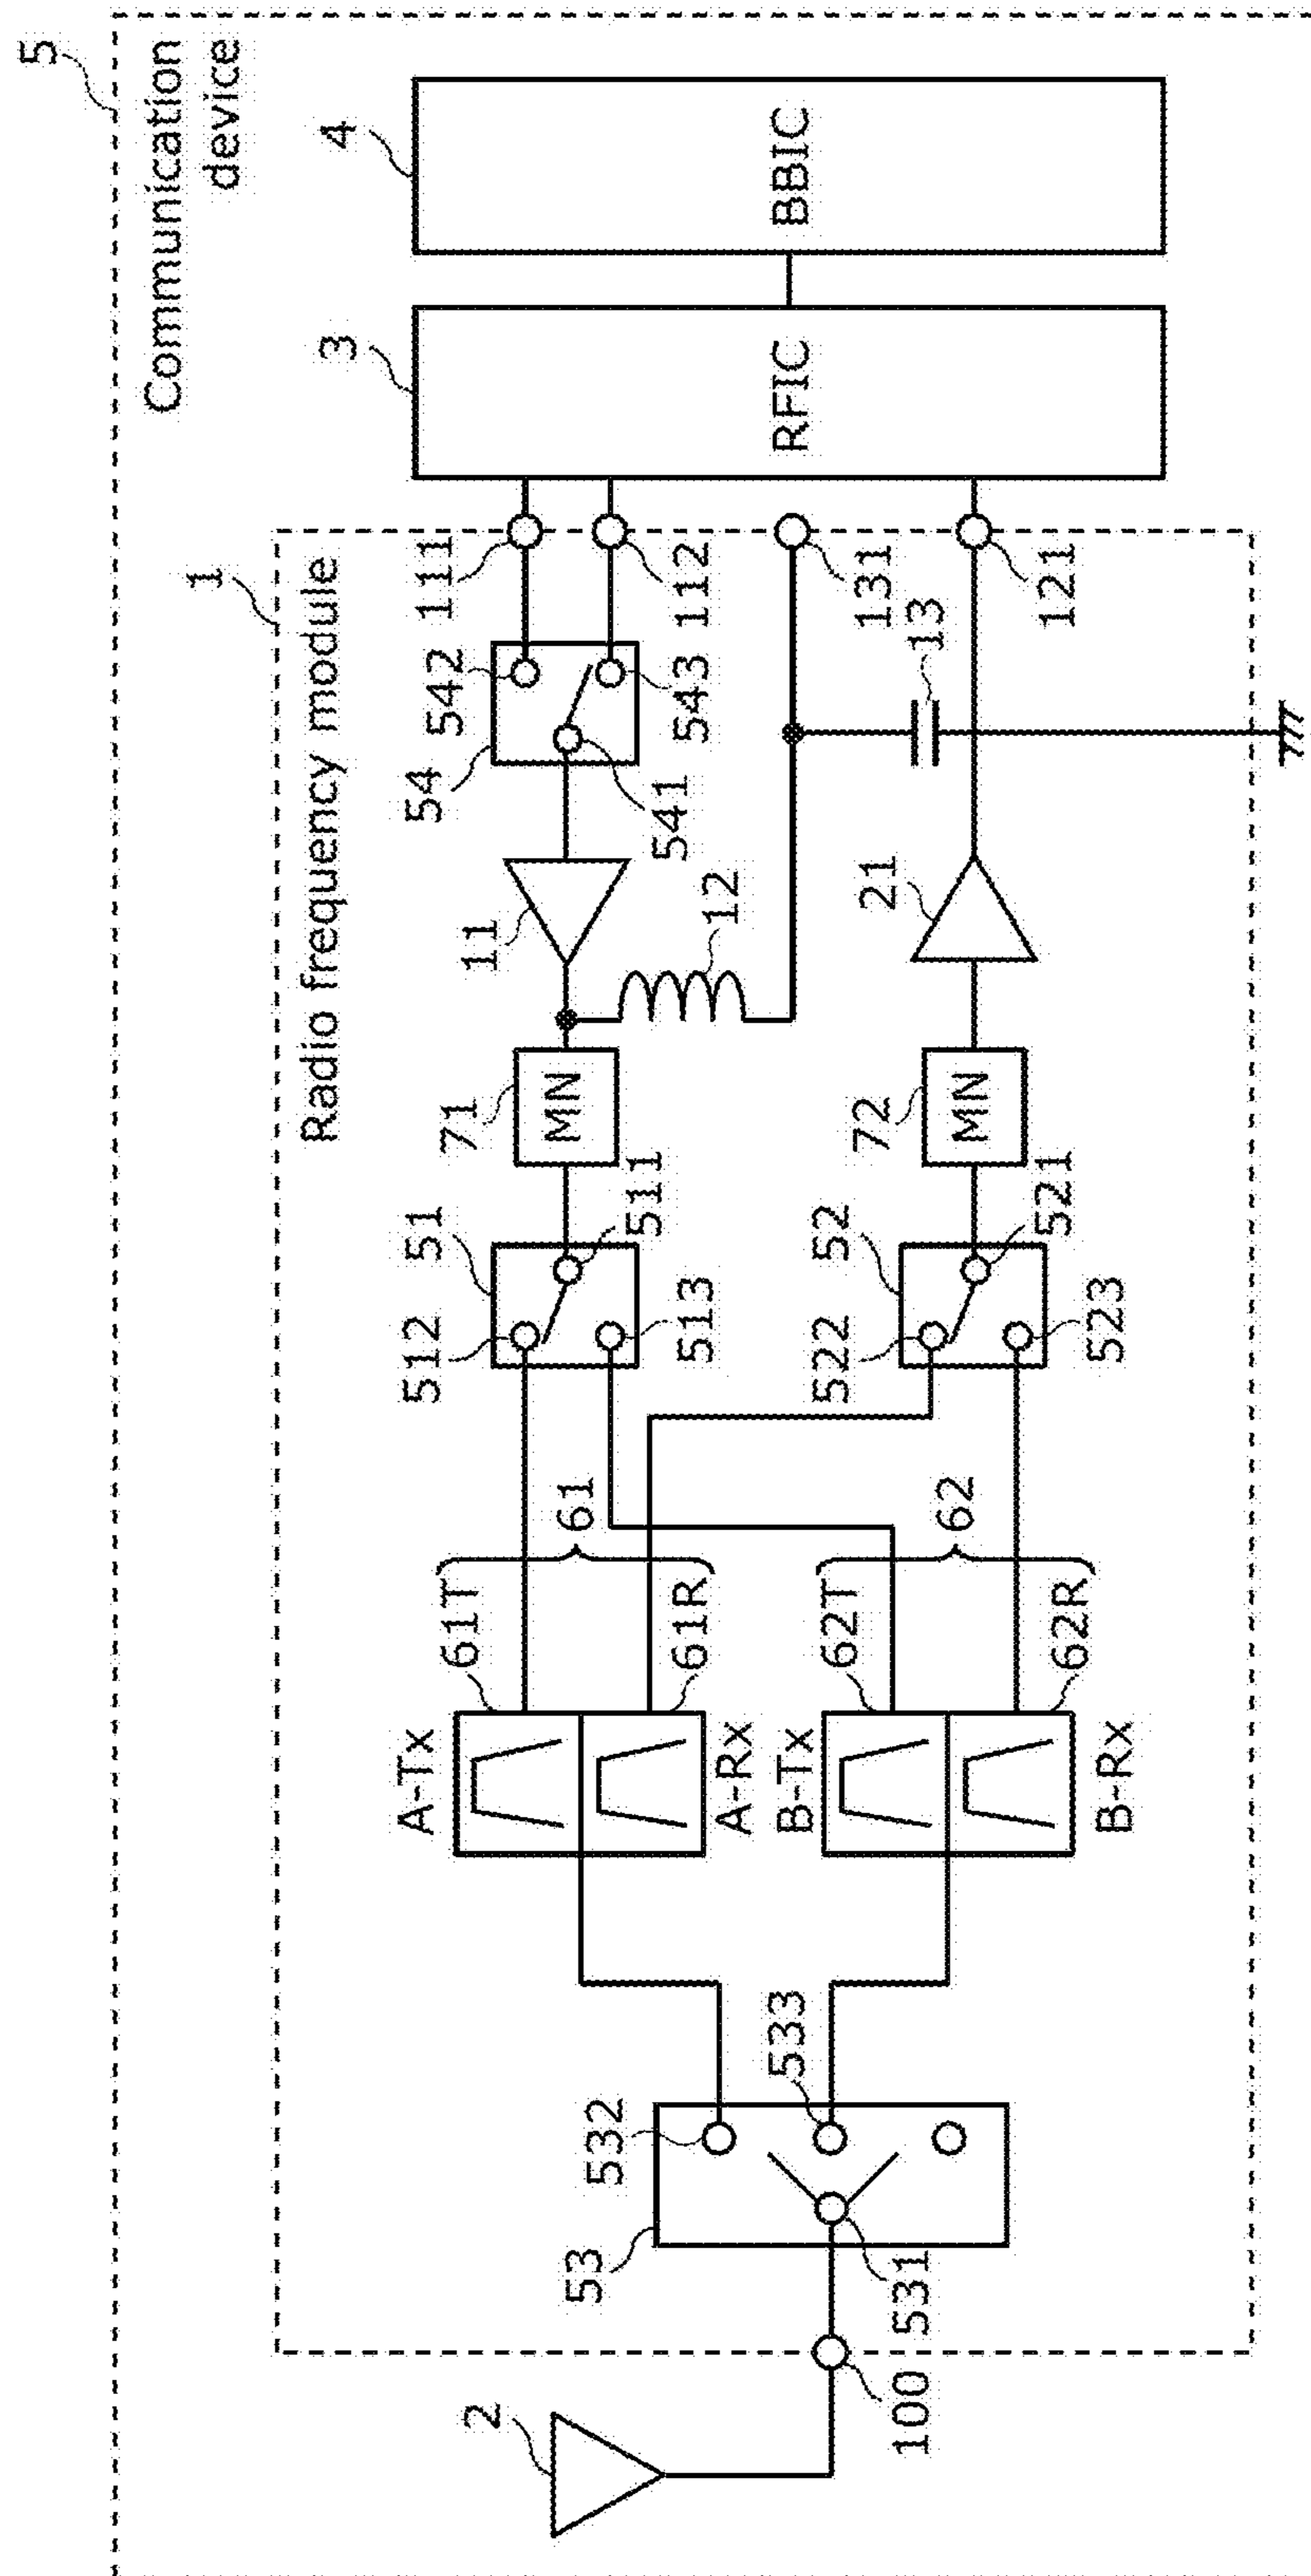 5
Communication
device
1
Radio frequency module
2
100
53
532
533
531
A-Tx
61T
61
A-Rx
61R
B-Tx
62T
62
B-Rx
62R
512
51
511
513
522
52
521
523
71
MN
72
MN
11
12
21
54
542
541
543
13
111
112
131
121
3
RFIC
4
BBIC